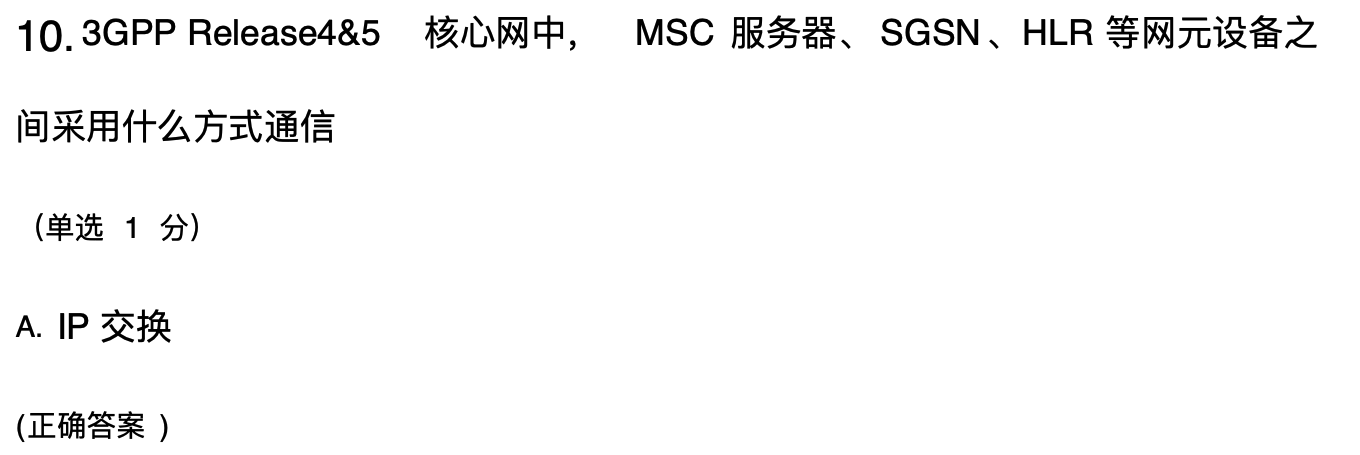 10. 3GPP Release4&5 核心网中， MSC 服务器、SGSN、HLR 等网元设备之
间采用什么方式通信
（单选 1 分）
A. IP 交换
(正确答案 )